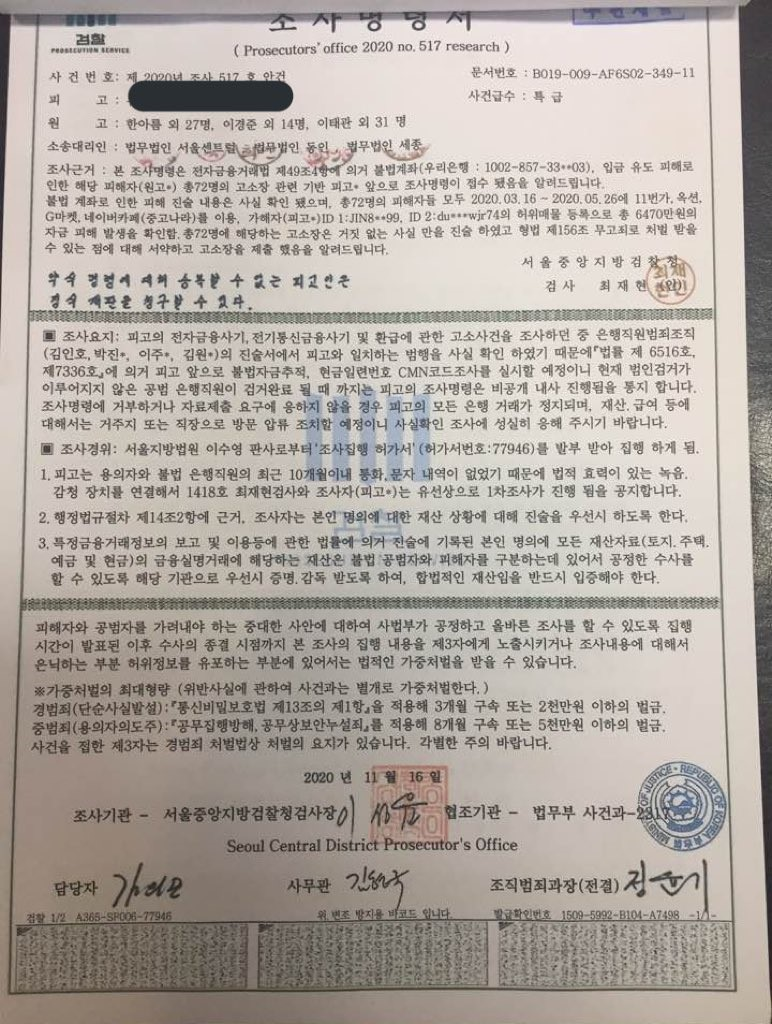 조사명령서
검찰
PROSECUTION SERVICE
( Prosecutors' office 2020 no. 517 research )
사 건 번 호 : 제 2020년 조사 517 호 안건
문서번호 : B019-009-AF6S02-349-11
피 고 :
사건급수 : 특 급
원 고 : 한아름 외 27명, 이경준 외 14명, 이태관 외 31 명
소송대리인 : 법무법인 서울센트럴 법무법인 동인 법무법인 세종
조사근거 : 본 조사명령은 전자금융거래법 제49조4항에 의거 불법계좌(우리은행 : 1002-857-33**03), 입금 유도 피해로
인한 해당 피해자(원고*) 총72명의 고소장 관련 기반 피고* 앞으로 조사명령이 접수 됐음을 알려드립니다.
불법 계좌로 인한 피해 진술 내용은 사실 확인 됐으며, 총72명의 피해자들 모두 2020.03.16 ~ 2020.05.26에 11번가, 옥션,
G마켓, 네이버카페(중고나라)를 이용, 가해자(피고*)ID 1:JIN8**99, ID 2:du***wjr74의 허위매물 등록으로 총 6470만원의
자금 피해 발생을 확인함. 총72명에 해당하는 고소장은 거짓 없는 사실 만을 진술 하였고 형법 제156조 무고죄로 처벌 받을
수 있는 점에 대해 서약하고 고소장을 제출 했음을 알려드립니다.
서 울 중 앙 지 방 검 찰 청
약식 명령에 대해 승복할 수 없는 피고인은
검 사 최 재 현 (인)
정식 재판을 청구할 수 있다.
▣ 조사요지: 피고의 전자금융사기,전기통신금융사기 및 환급에 관한 고소사건을 조사하던 중 은행직원범죄조직
(김인호,박진*, 이주*, 김원*)의 진술서에서 피고와 일치하는 범행을 사실 확인 하였기 때문에『법률 제 6516호,
제7336호』에 의거 피고 앞으로 불법자금추적, 현금일련번호 CMN코드조사를 실시할 예정이니 현재 범인검거가
이루어지지 않은 공범 은행직원이 검거완료 될 때 까지는 피고의 조사명령은 비공개 내사 진행됨을 통지 합니다.
조사명령에 거부하거나 자료제출 요구에 응하지 않을 경우 피고의 모든 은행 거래가 정지되며, 재산.급여 등에
대해서는 거주지 또는 직장으로 방문 압류 조치할 예정이니 사실확인 조사에 성실히 응해 주시기 바랍니다.
▣ 조사경위: 서울지방법원 이수영 판사로부터 '조사집행 허가서' (허가서번호:77946)를 발부 받아 집행 하게 됨.
1. 피고는 용의자와 불법 은행직원의 최근 10개월이내 통화,문자 내역이 없었기 때문에 법적 효력이 있는 녹음.
감청 장치를 연결해서 1418호 최재현검사와 조사자(피고*)는 유선상으로 1차조사가 진행 됨을 공지합니다.
2. 행정법규절차 제14조2항에 근거, 조사자는 본인 명의에 대한 재산 상황에 대해 진술을 우선시 하도록 한다.
3. 특정금융거래정보의 보고 및 이용등에 관한 법률에 의거 진술에 기록된 본인 명의에 모든 재산자료(토지.주택.
예금 및 현금)의 금융실명거래에 해당하는 재산은 불법 공범자와 피해자를 구분하는데 있어서 공정한 수사를
할 수 있도록 해당 기관으로 우선시 증명.감독 받도록 하여, 합법적인 재산임을 반드시 입증해야 한다.
피해자와 공범자를 가려내야 하는 중대한 사안에 대하여 사법부가 공정하고 올바른 조사를 할 수 있도록 집행
시간이 발표된 이후 수사의 종결 시점까지 본 조사의 집행 내용을 제3자에게 노출시키거나 조사내용에 대해서
은닉하는 부분 허위정보를 유포하는 부분에 있어서는 법적인 가중처벌을 받을 수 있습니다.
※가중처벌의 최대형량 (위반사실에 관하여 사건과는 별개로 가중처벌한다. )
경범죄(단순사실발설) :『통신비밀보호법 제13조의 제1항』을 적용해 3개월 구속 또는 2천만원 이하의 벌금.
중범죄(용의자의도주):『공무집행방해,공무상보안누설죄』를 적용해 8개월 구속 또는 5천만원 이하의 벌금.
사건을 접한 제3자는 경범죄 처벌법상 처벌의 요지가 있습니다. 각별한 주의 바랍니다.
2020 년 11 월 16 일
조사기관 - 서울중앙지방검찰청검사장 협조기관 - 법무부 사건과-2317
MINISTRY OF JUSTICE • REPUBLIC OF KOREA
Seoul Central District Prosecutor's Office
담당자 사무관 조직범죄과장(전결)
검찰 1/2 A365-SF006-77946
위.변조 방지용 바코드 입니다.
발급확인번호 1509-5992-B104-A7498 -1/1-